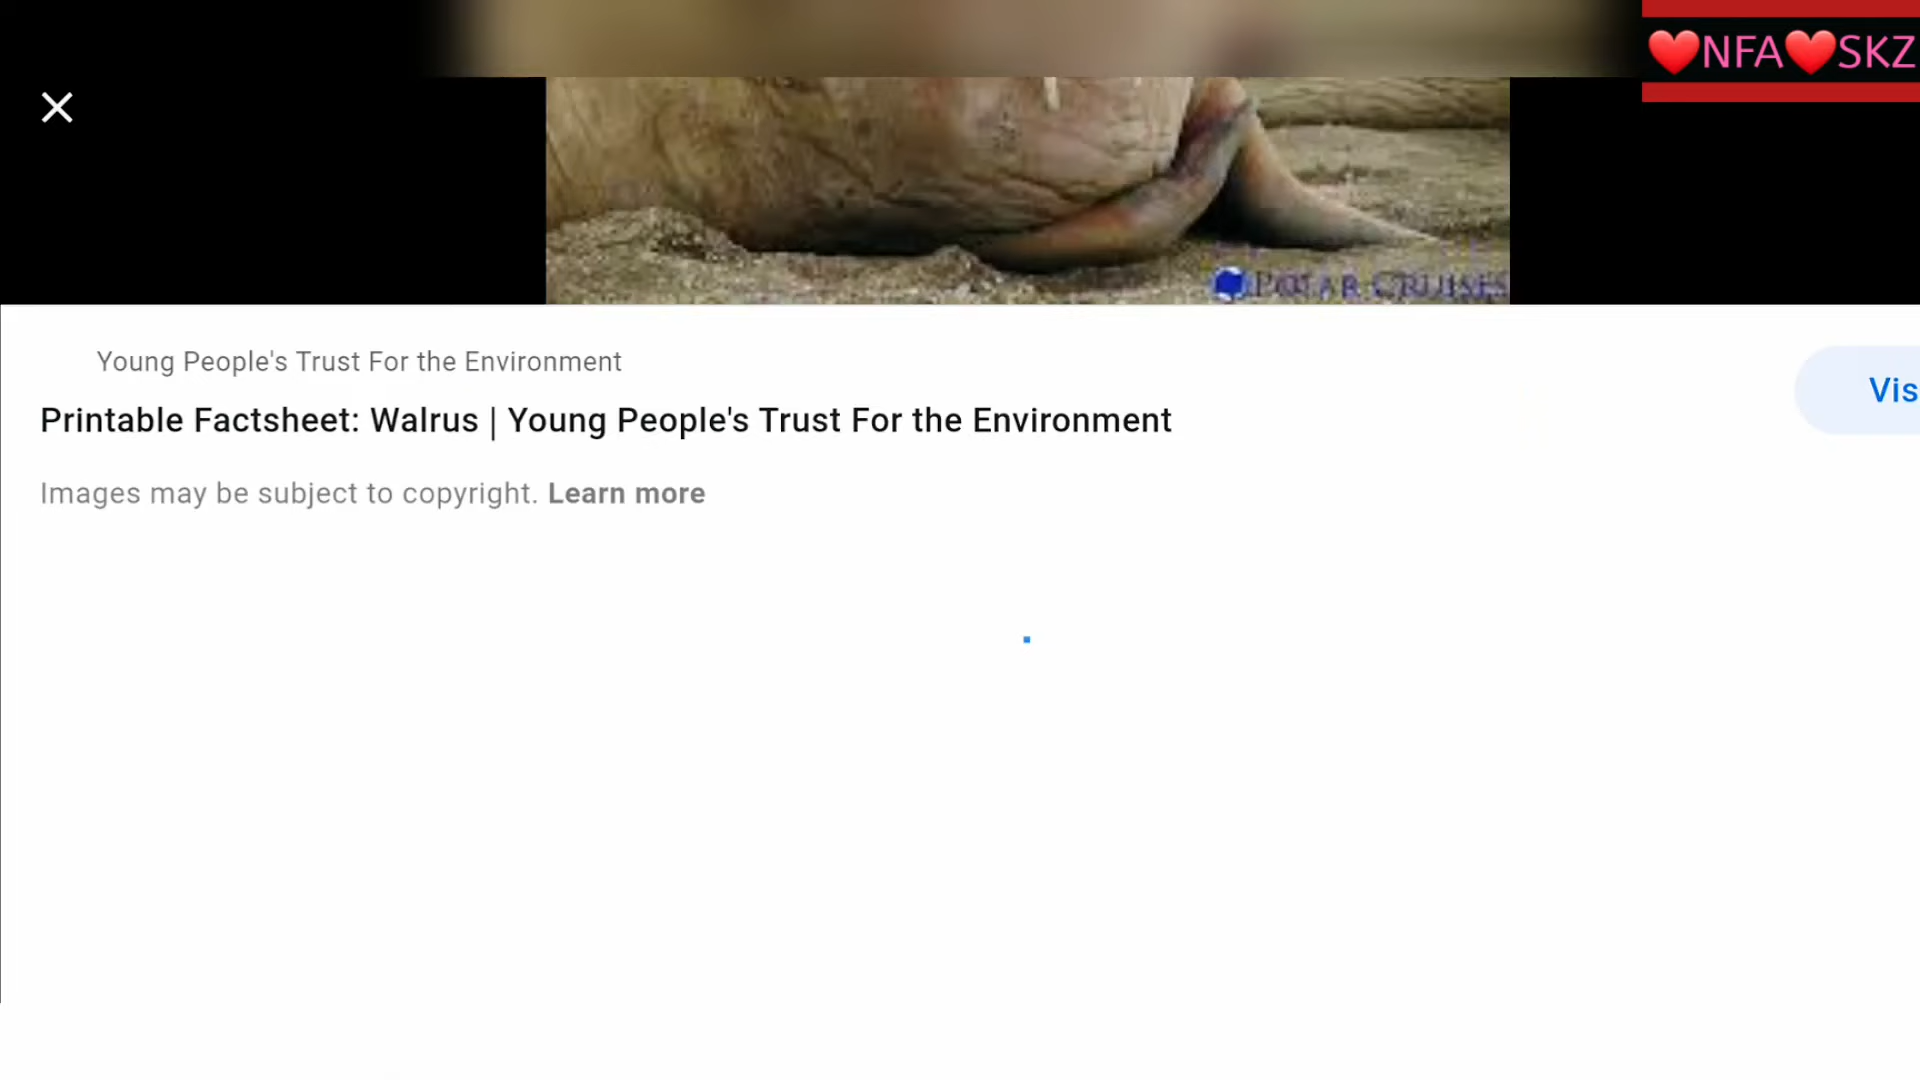 ❤️NFA❤️SKZ
POLAR CRUISES
Young People's Trust For the Environment
Vis
Printable Factsheet: Walrus | Young People's Trust For the Environment
Images may be subject to copyright. Learn more